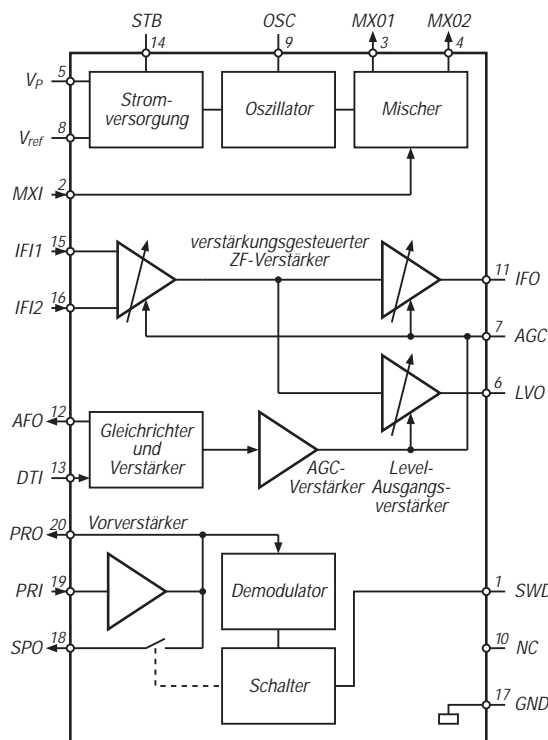 STB OSC MX01 MX02
14 9 3 4
VP 5
Strom-
versorgung
Oszillator
Mischer
Vref 8
MXI 2
IFI1 15
verstärkungsgesteuerter
ZF-Verstärker
11 IFO
IFI2 16
7 AGC
6 LVO
AFO 12
Gleichrichter
und
Verstärker
DTI 13
AGC-
Verstärker
Level-
Ausgangs-
verstärker
PRO 20
Vorverstärker
PRI 19
Demodulator
1 SWD
SPO 18
Schalter
10 NC
17 GND